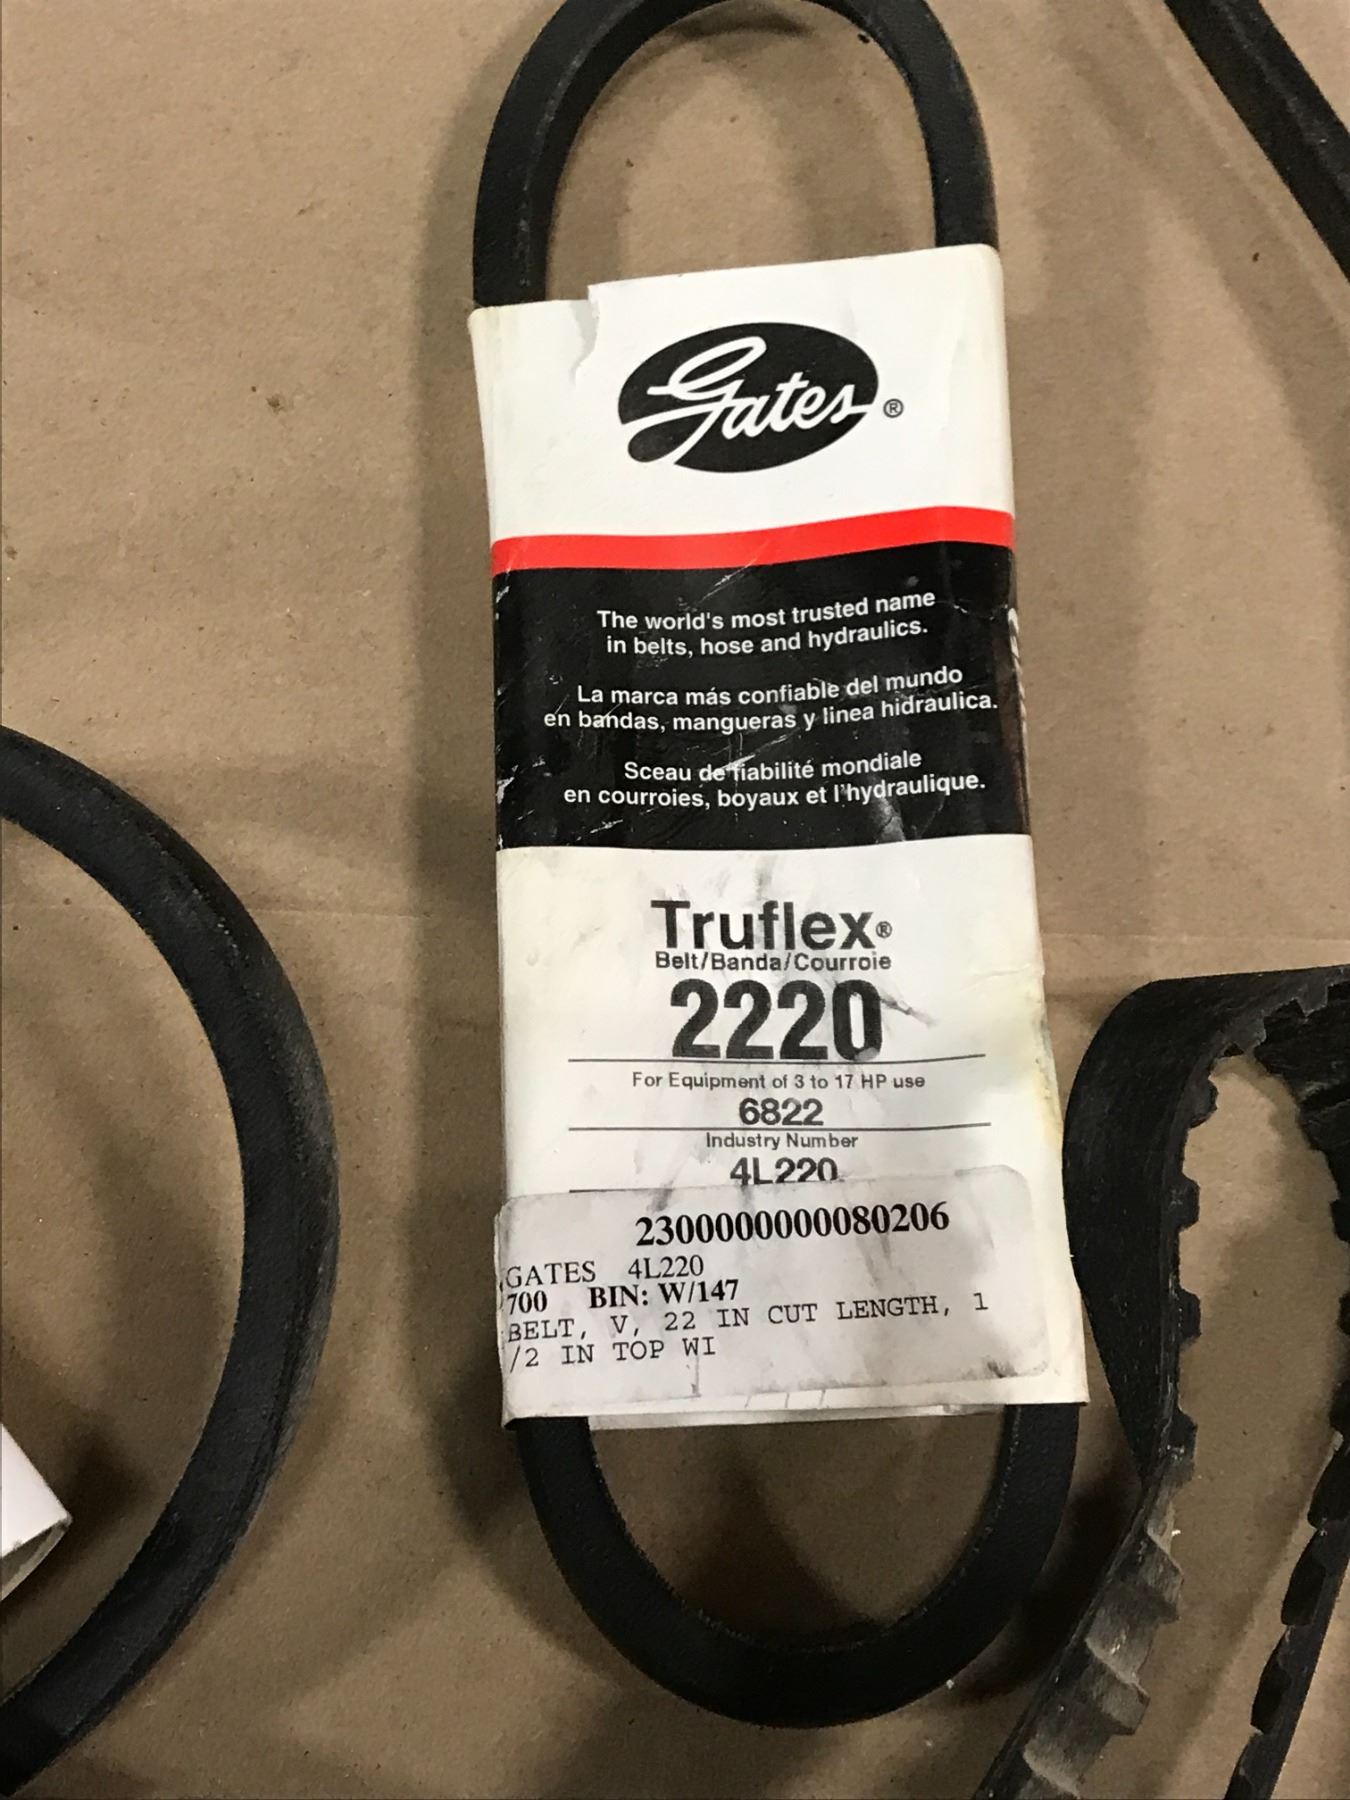 Gates®
The world's most trusted name
in belts, hose and hydraulics.
La marca más confiable del mundo
en bandas, mangueras y linea hidraulica.
Sceau de fiabilité mondiale
en courroies, boyaux et l'hydraulique.
Truflex®
Belt/Banda/Courroie
2220
For Equipment of 3 to 17 HP use
6822
Industry Number
4L220
2300000000080206
GATES 4L220
700 BIN: W/147
BELT, V, 22 IN CUT LENGTH, 1
/2 IN TOP WI